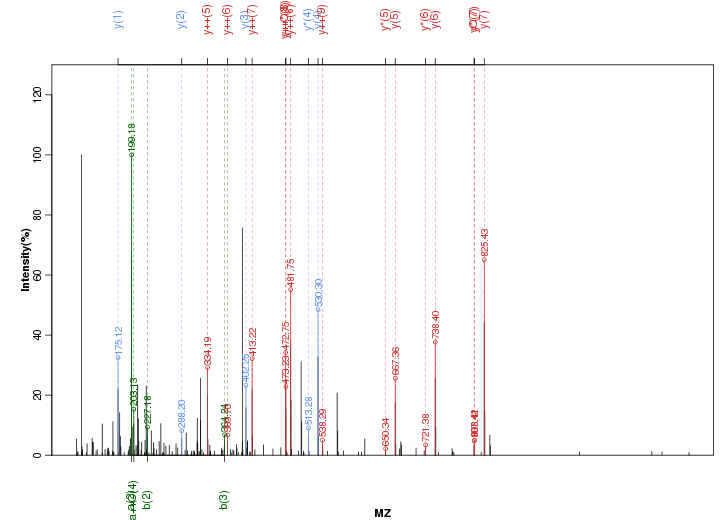 y(1)
y(2)
y++(5)
y++(6)
y(3)
y++(7)
y*(4)
y(4)
y++(9)
y*(5)
y(5)
y*(6)
y(6)
y(7)
120
100
80
60
40
20
0
Intensity(%)
175.12
199.18
203.13
227.18
288.20
334.19
402.25
413.22
473.23
472.75
481.75
513.28
530.30
538.29
650.34
667.36
721.38
738.40
825.43
b(2)
b(3)
MZ